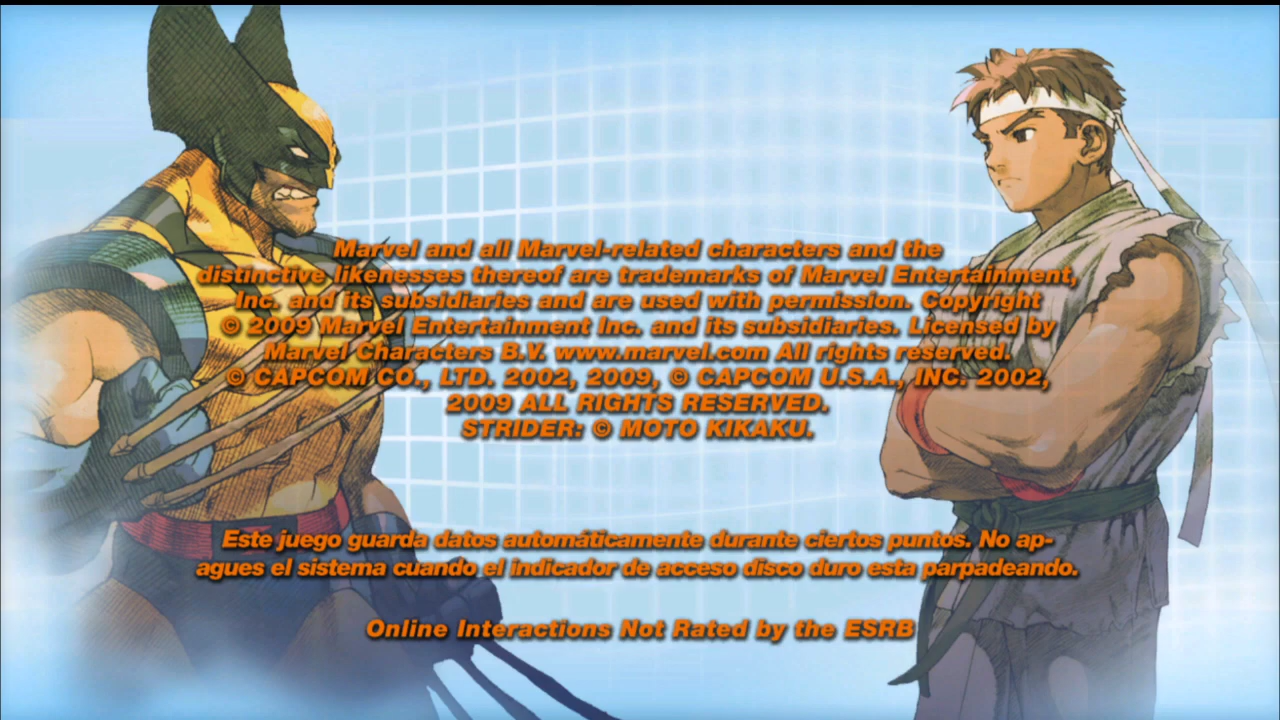 Marvel and all Marvel-related characters and the
distinctive likenesses thereof are trademarks of Marvel Entertainment,
Inc. and its subsidiaries and are used with permission. Copyright
© 2009 Marvel Entertainment Inc. and its subsidiaries. Licensed by
Marvel Characters B.V. www.marvel.com All rights reserved.
© CAPCOM CO., LTD. 2002, 2009, © CAPCOM U.S.A., INC. 2002,
2009 ALL RIGHTS RESERVED.
STRIDER: © MOTO KIKAKU.
Este juego guarda datos automáticamente durante ciertos puntos. No ap-
agues el sistema cuando el indicador de acceso disco duro esta parpadeando.
Online Interactions Not Rated by the ESRB